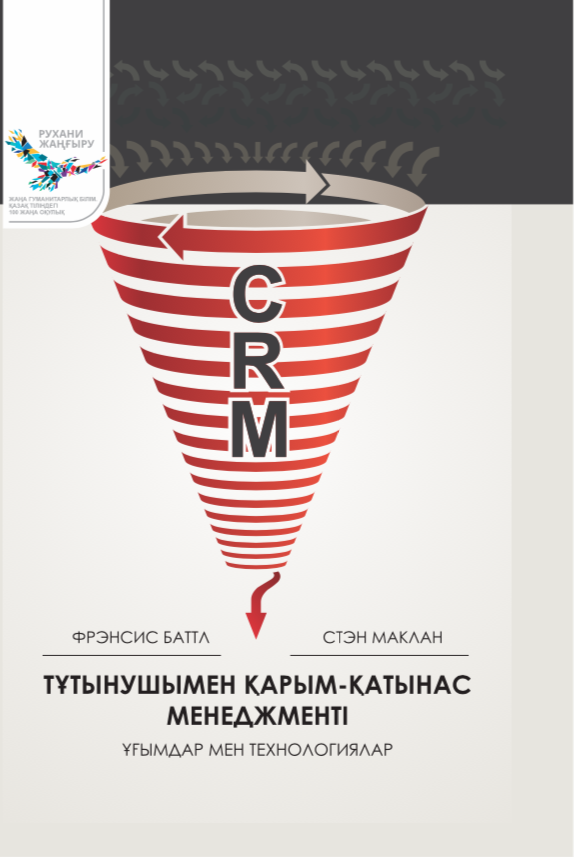 РУХАНИ
ЖАҢҒЫРУ
ЖАҢА ГУМАНИТАРЛЫҚ БІЛІМ.
ҚАЗАҚ ТІЛІНДЕГІ
100 ЖАҢА ОҚУЛЫҚ
C
R
M
ФРЭНСИС БАТТЛ
СТЭН МАКЛАН
ТҰТЫНУШЫМЕН ҚАРЫМ-ҚАТЫНАС
МЕНЕДЖМЕНТІ
ҰҒЫМДАР МЕН ТЕХНОЛОГИЯЛАР